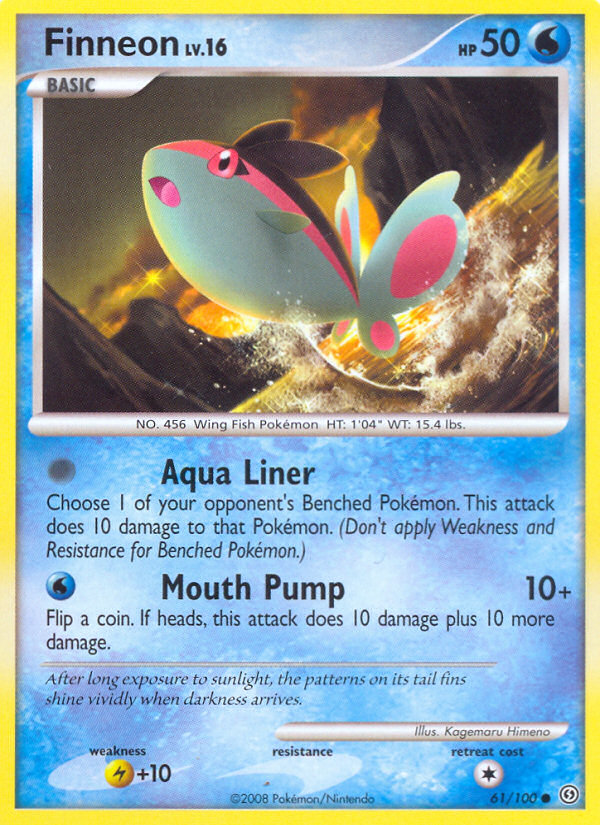 Finneon LV.16 HP 50
BASIC
NO. 456 Wing Fish Pokémon HT: 1'04" WT: 15.4 lbs.
Aqua Liner
Choose 1 of your opponent's Benched Pokémon. This attack
does 10 damage to that Pokémon. (Don't apply Weakness and
Resistance for Benched Pokémon.)
Mouth Pump 10+
Flip a coin. If heads, this attack does 10 damage plus 10 more
damage.
After long exposure to sunlight, the patterns on its tail fins
shine vividly when darkness arrives.
Illus. Kagemaru Himeno
weakness resistance retreat cost
+10
©2008 Pokémon/Nintendo 61/100